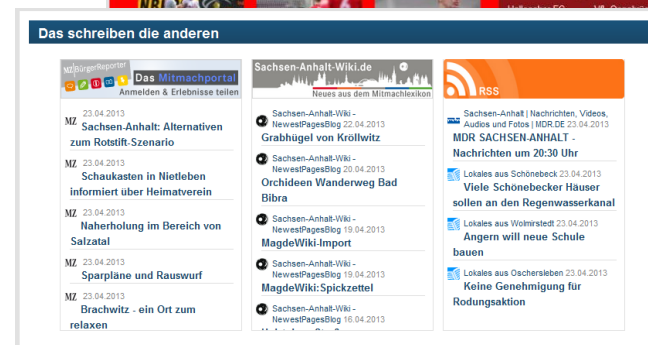 Das schreiben die anderen
MZ BürgerReporter
Das Mitmachportal
Anmelden & Erlebnisse teilen
MZ 23.04.2013
Sachsen-Anhalt: Alternativen
zum Rotstift-Szenario
MZ 23.04.2013
Schaukasten in Nietleben
informiert über Heimatverein
MZ 23.04.2013
Naherholung im Bereich von
Salzatal
MZ 23.04.2013
Sparpläne und Rauswurf
MZ 23.04.2013
Brachwitz - ein Ort zum
relaxen
Sachsen-Anhalt-Wiki.de
Neues aus dem Mitmachlexikon
Sachsen-Anhalt-Wiki -
NewestPagesBlog 22.04.2013
Grabhügel von Kröllwitz
Sachsen-Anhalt-Wiki -
NewestPagesBlog 20.04.2013
Orchideen Wanderweg Bad
Bibra
Sachsen-Anhalt-Wiki -
NewestPagesBlog 19.04.2013
MagdeWiki-Import
Sachsen-Anhalt-Wiki -
NewestPagesBlog 19.04.2013
MagdeWiki:Spickzettel
Sachsen-Anhalt-Wiki -
NewestPagesBlog 16.04.2013
RSS
Sachsen-Anhalt | Nachrichten, Videos,
Audios und Fotos | MDR.DE 23.04.2013
MDR SACHSEN-ANHALT -
Nachrichten um 20:30 Uhr
Lokales aus Schönebeck 23.04.2013
Viele Schönebecker Häuser
sollen an den Regenwasserkanal
Lokales aus Wolmirstedt 23.04.2013
Angern will neue Schule
bauen
Lokales aus Oschersleben 23.04.2013
Keine Genehmigung für
Rodungsaktion